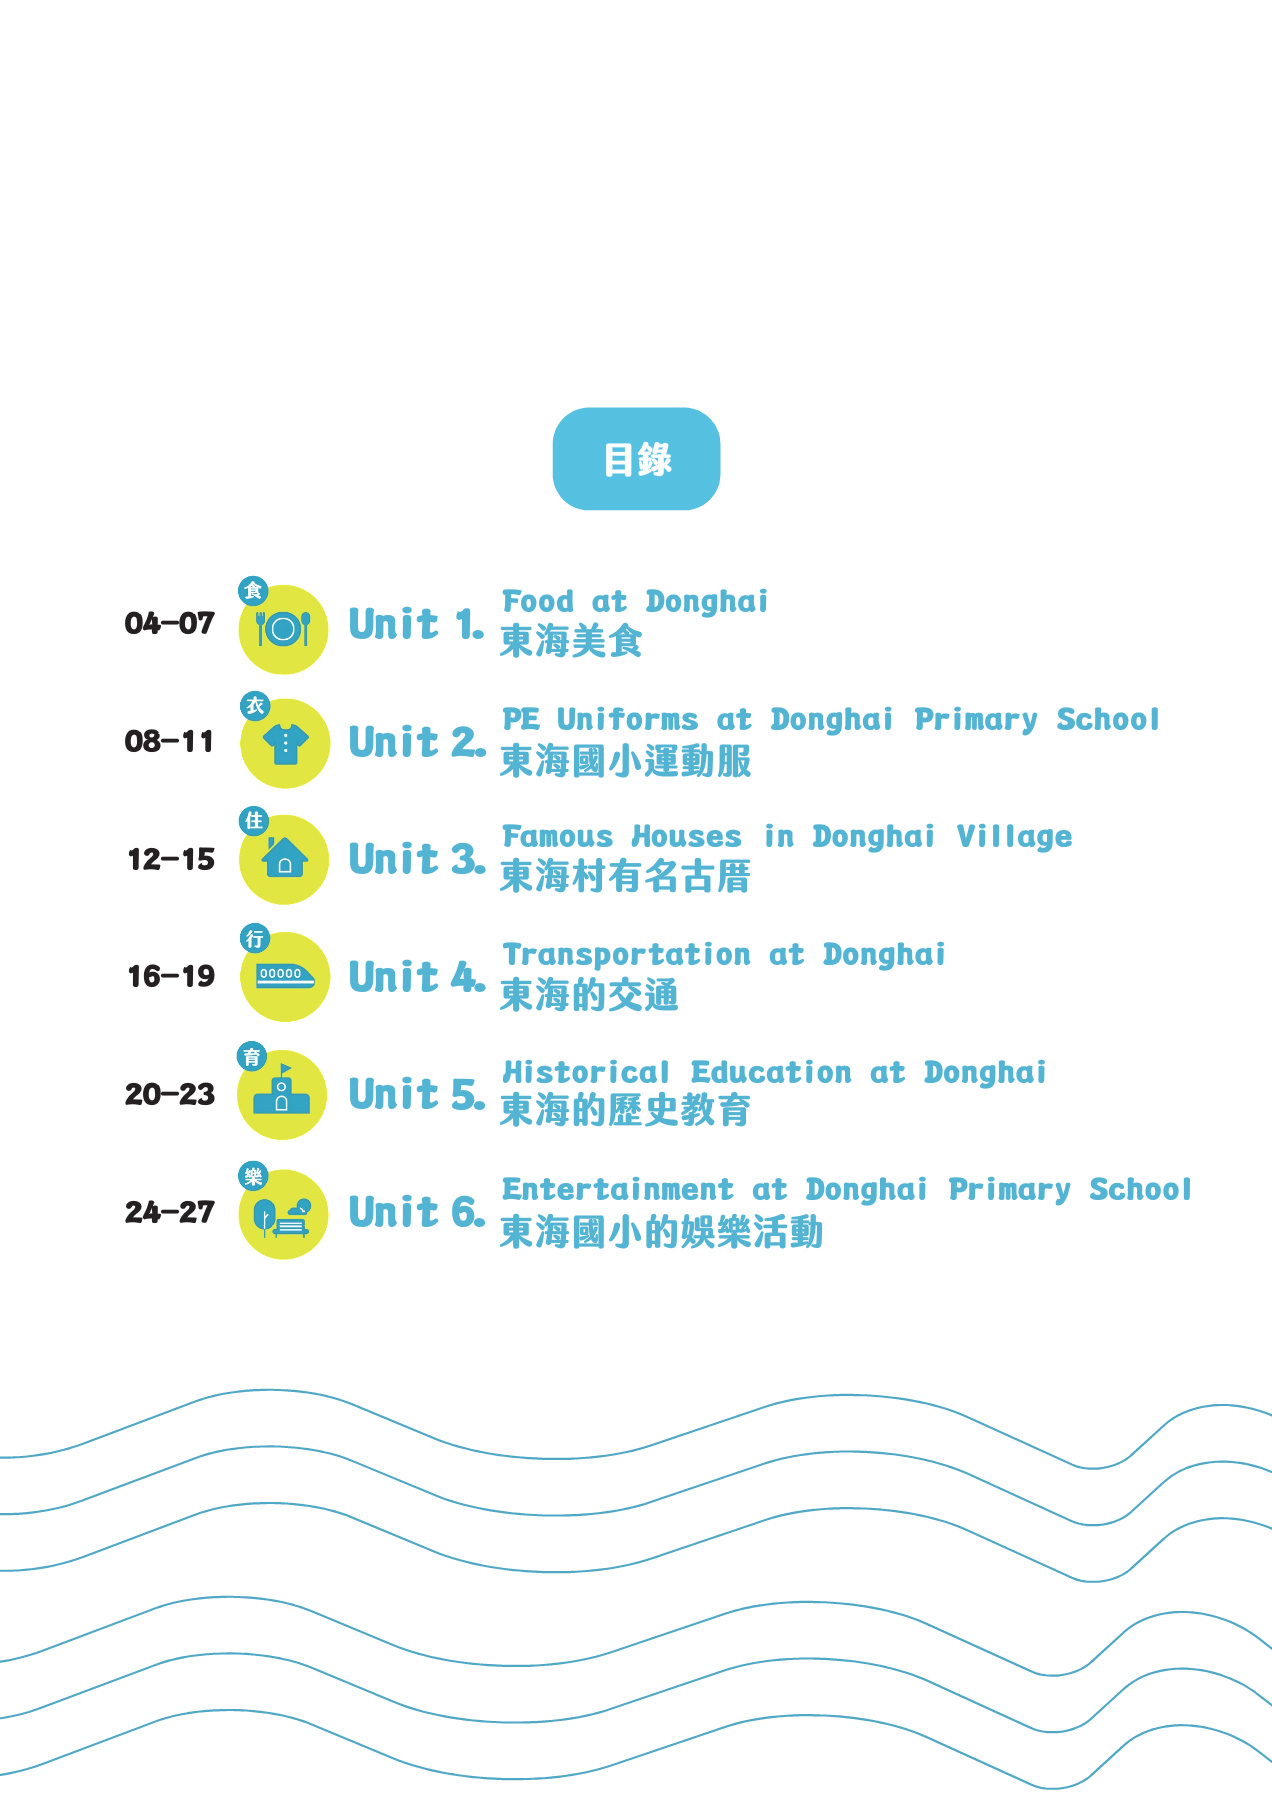 目錄
04-07
食
Unit 1.
Food at Donghai
東海美食
08-11
衣
Unit 2.
PE Uniforms at Donghai Primary School
東海國小運動服
12-15
住
Unit 3.
Famous Houses in Donghai Village
東海村有名古厝
16-19
行
Unit 4.
Transportation at Donghai
東海的交通
20-23
育
Unit 5.
Historical Education at Donghai
東海的歷史教育
24-27
樂
Unit 6.
Entertainment at Donghai Primary School
東海國小的娛樂活動